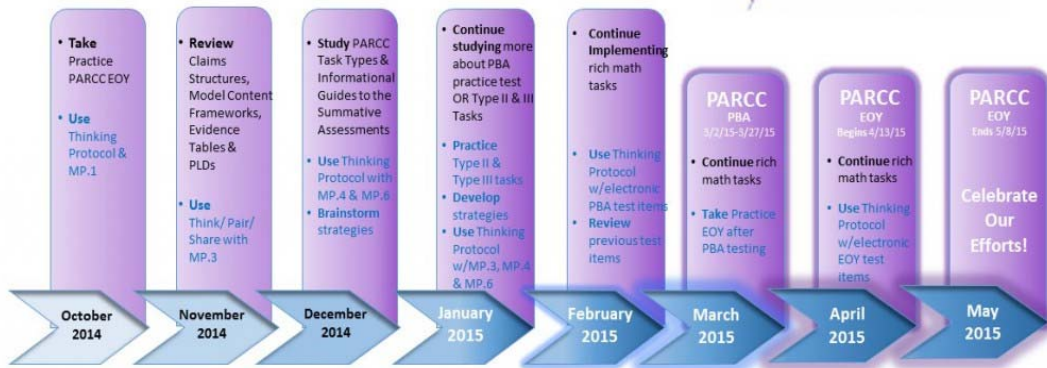 • Take
Practice
PARCC EOY
• Use
Thinking
Protocol &
MP.1
October
2014
• Review
Claims
Structures,
Model Content
Frameworks,
Evidence
Tables &
PLDs
• Use
Think/ Pair/
Share with
MP.3
November
2014
• Study PARCC
Task Types &
Informational
Guides to the
Summative
Assessments
• Use Thinking
Protocol with
MP.4 & MP.6
• Brainstorm
strategies
December
2014
• Continue
studying more
about PBA
practice test
OR Type II & III
Tasks
• Practice
Type II &
Type III tasks
• Develop
strategies
• Use Thinking
Protocol
w/MP.3, MP.4
& MP.6
January
2015
• Continue
Implementing
rich math
tasks
• Use Thinking
Protocol
w/electronic
PBA test items
• Review
previous test
items
February
2015
PARCC
PBA
3/2/15-3/27/15
• Continue rich
math tasks
• Take Practice
EOY after
PBA testing
March
2015
PARCC
EOY
Begins 4/13/15
• Continue rich
math tasks
• Use Thinking
Protocol
w/electronic
EOY test
items
April
2015
PARCC
EOY
Ends 5/8/15
Celebrate
Our
Efforts!
May
2015